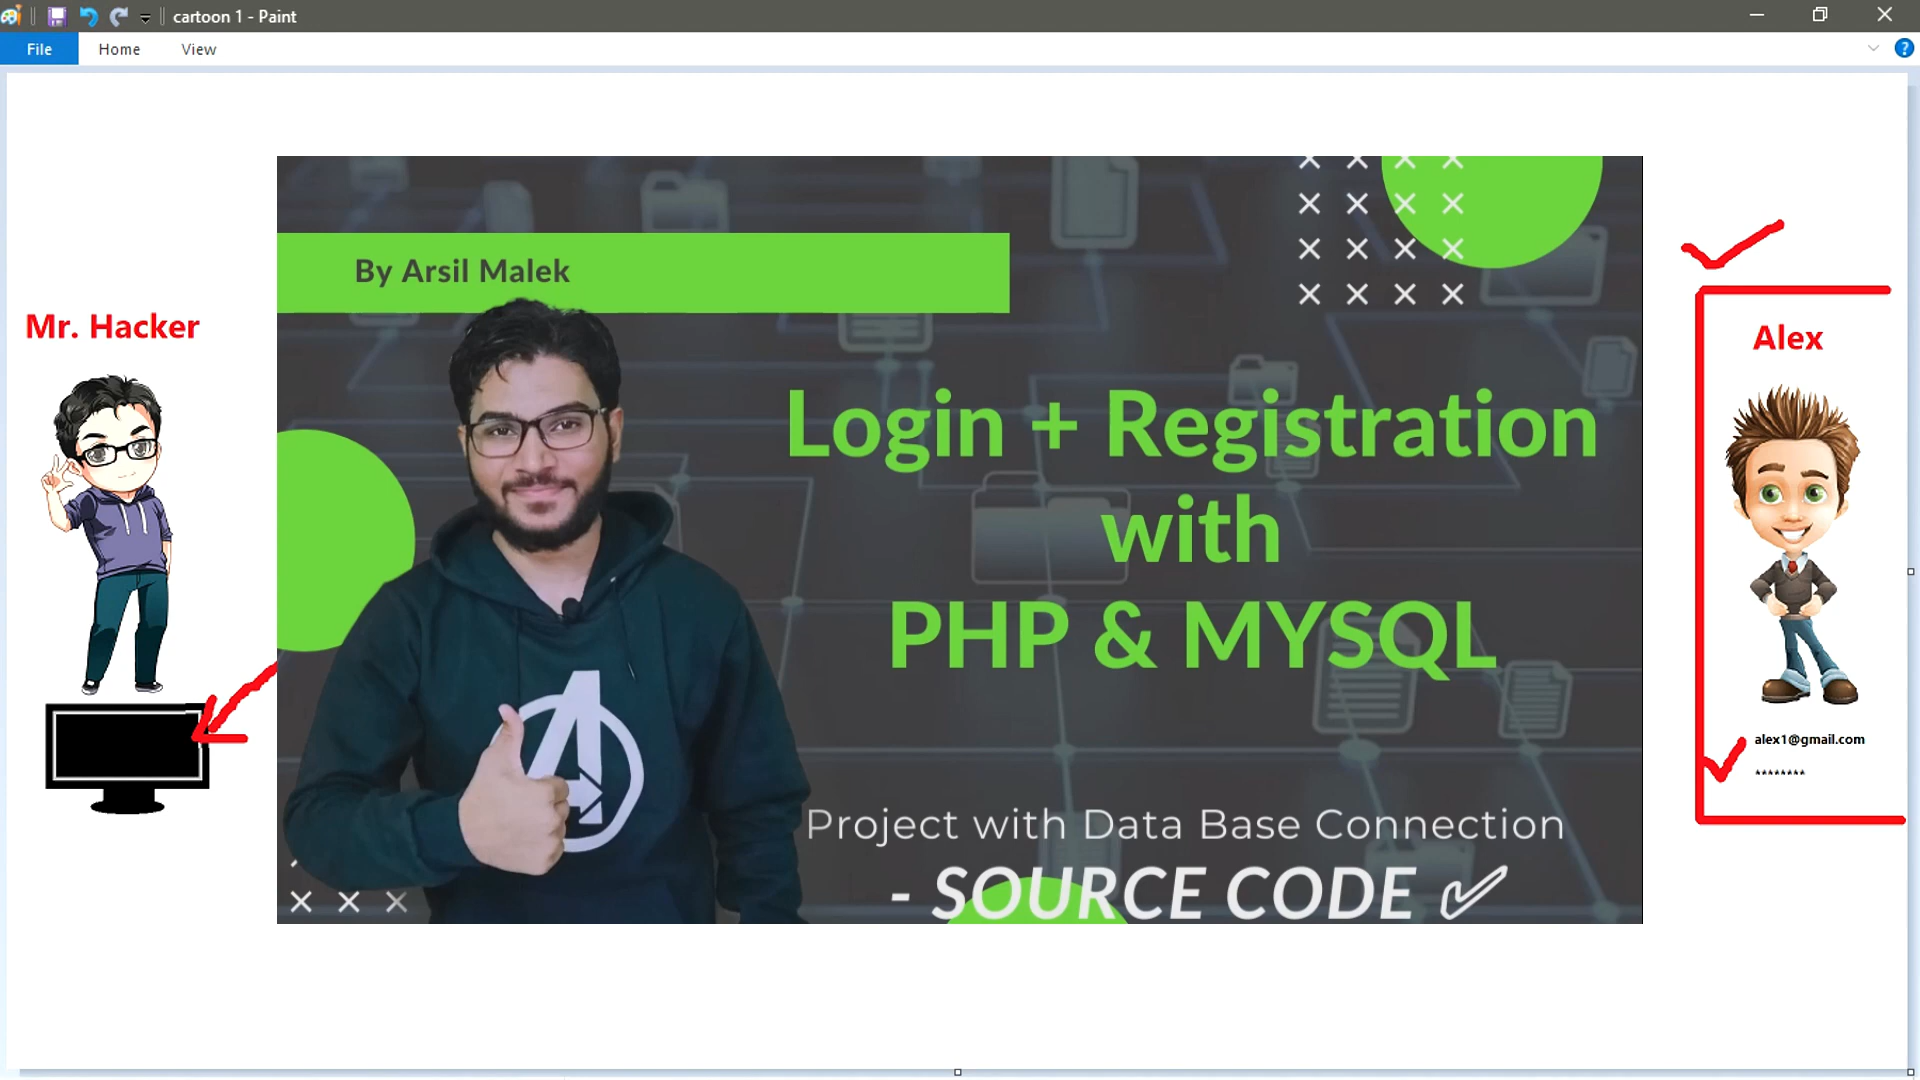 cartoon 1 - Paint
File Home View
By Arsil Malek
Mr. Hacker
Alex
Login + Registration
with
PHP & MYSQL
alex1@gmail.com
********
Project with Data Base Connection
- SOURCE CODE ✅